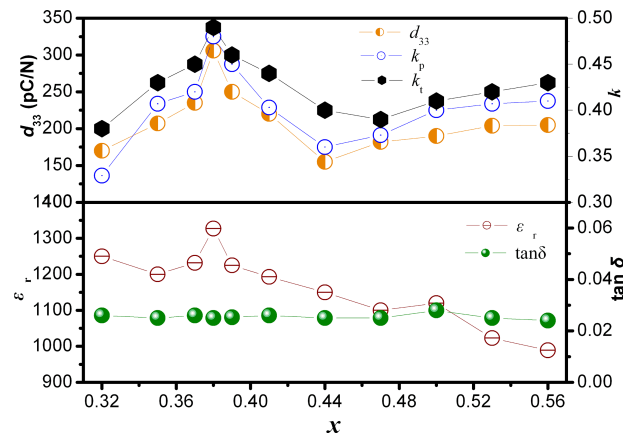 350
300
250
200
150
d33 (pC/N)
0.50
0.45
0.40
0.35
0.30
k
d33
kp
kt
1400
1300
1200
1100
1000
900
εr
0.06
0.04
0.02
0.00
tan δ
εr
tanδ
0.32 0.36 0.40 0.44 0.48 0.52 0.56
x